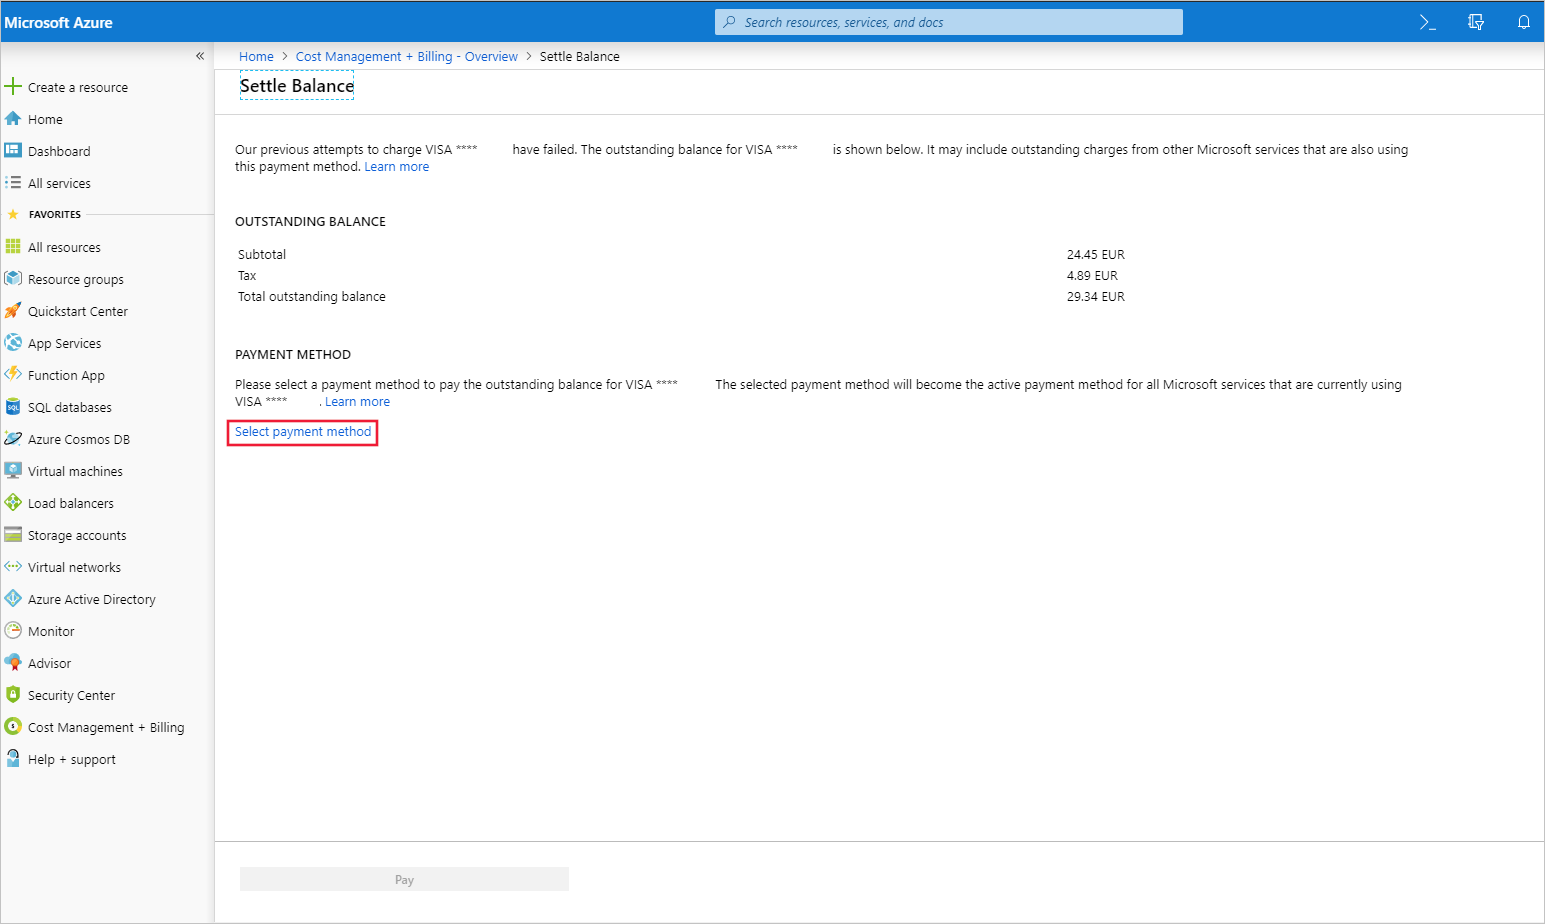 Microsoft Azure
Search resources, services, and docs
Home > Cost Management + Billing - Overview > Settle Balance
Settle Balance
Create a resource
Home
Dashboard
All services
FAVORITES
All resources
Resource groups
Quickstart Center
App Services
Function App
SQL databases
Azure Cosmos DB
Virtual machines
Load balancers
Storage accounts
Virtual networks
Azure Active Directory
Monitor
Advisor
Security Center
Cost Management + Billing
Help + support
Our previous attempts to charge VISA **** have failed. The outstanding balance for VISA **** is shown below. It may include outstanding charges from other Microsoft services that are also using
this payment method. Learn more
OUTSTANDING BALANCE
Subtotal 24.45 EUR
Tax 4.89 EUR
Total outstanding balance 29.34 EUR
PAYMENT METHOD
Please select a payment method to pay the outstanding balance for VISA **** The selected payment method will become the active payment method for all Microsoft services that are currently using
VISA **** . Learn more
Select payment method
Pay